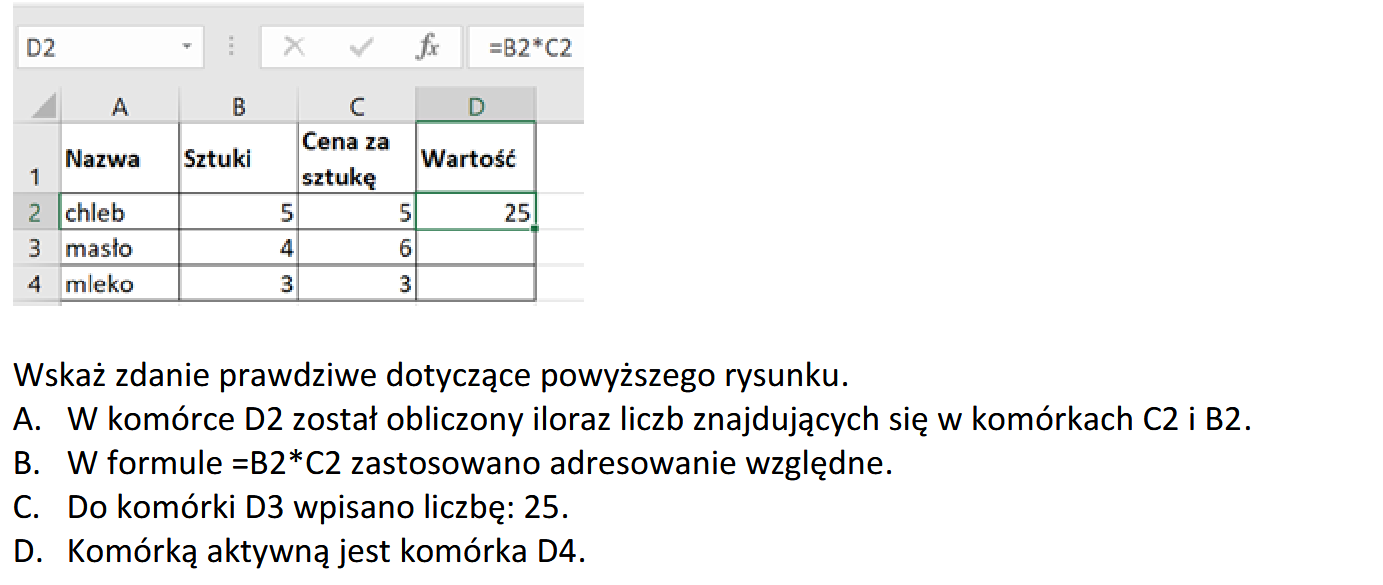 D2 fx =B2*C2
A B C D
1 Nazwa Sztuki Cena za sztukę Wartość
2 chleb 5 5 25
3 masło 4 6
4 mleko 3 3
Wskaż zdanie prawdziwe dotyczące powyższego rysunku.
A. W komórce D2 został obliczony iloraz liczb znajdujących się w komórkach C2 i B2.
B. W formule =B2*C2 zastosowano adresowanie względne.
C. Do komórki D3 wpisano liczbę: 25.
D. Komórką aktywną jest komórka D4.